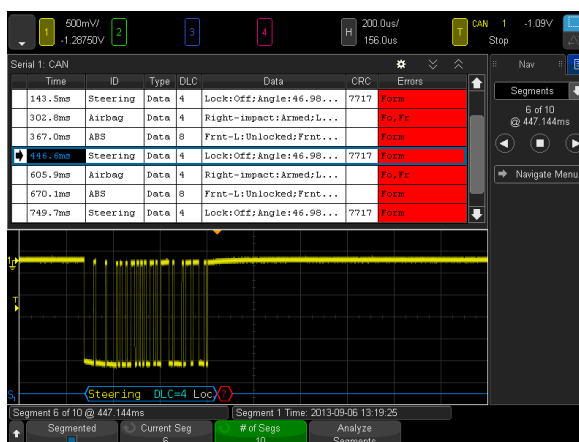 1 500mV/ 2 3 4 H 200.0us/ T CAN 1 -1.09V
-1.28750V 156.0us Stop
Serial 1: CAN
Time ID Type DLC Data CRC Errors
143.5ms Steering Data 4 Lock:Off;Angle:46.98... 7717 Form
302.8ms Airbag Data 4 Right-impact:Armed;L... Fo,Fr
367.0ms ABS Data 8 Frnt-L:Unlocked;Frnt... Form
446.6ms Steering Data 4 Lock:Off;Angle:46.98... 7717 Form
605.9ms Airbag Data 4 Right-impact:Armed;L... Fo,Fr
670.1ms ABS Data 8 Frnt-L:Unlocked;Frnt... Form
749.7ms Steering Data 4 Lock:Off;Angle:46.98... 7717 Form
Nav
Segments
6 of 10
@ 447.144ms
Navigate Menu
1
T
S1 Steering DLC=4 Loc ?
Segment 6 of 10 @ 447.144ms Segment 1 Time: 2013-09-06 13:19:25
Segmented Current Seg # of Segs Analyze
6 10 Segments